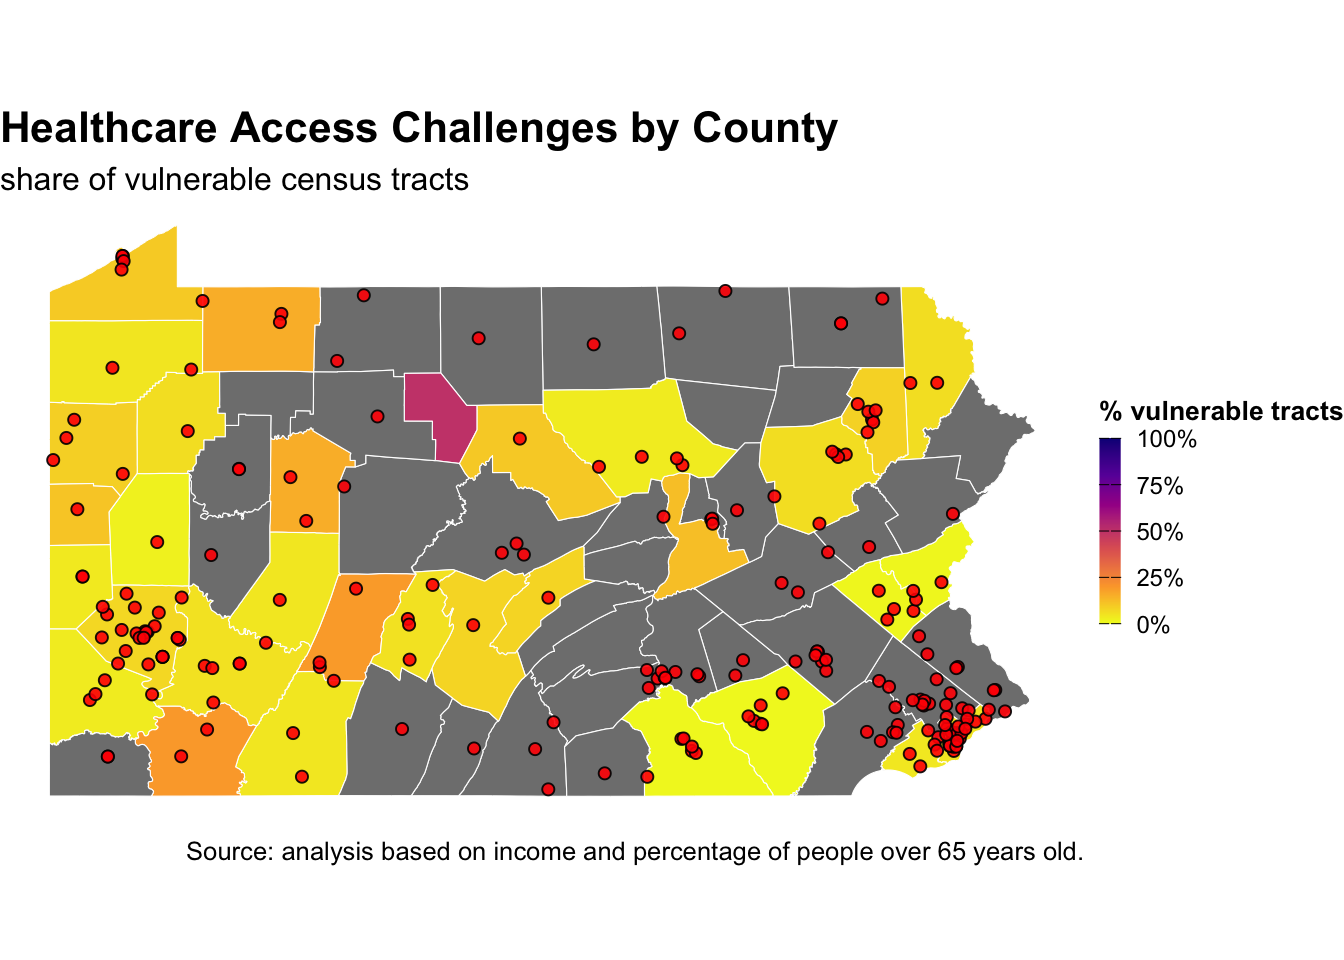 Healthcare Access Challenges by County
share of vulnerable census tracts
% vulnerable tracts
100%
75%
50%
25%
0%
Source: analysis based on income and percentage of people over 65 years old.